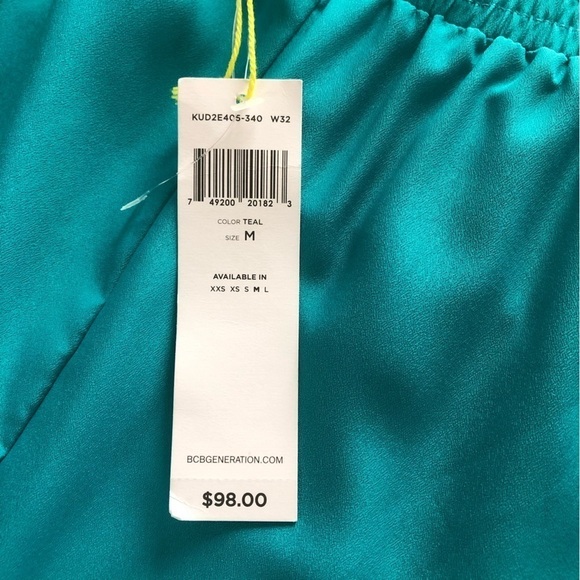 KUD2E405-340 W32
7 49200 20182 3
COLOR TEAL
SIZE M
AVAILABLE IN
XXS XS S M L
BCBGENERATION.COM
$98.00